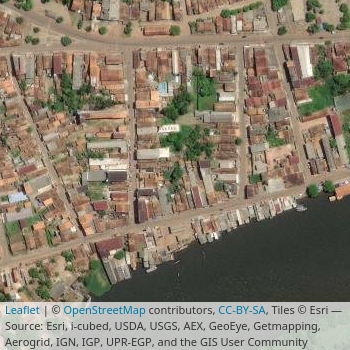 Leaflet | © OpenStreetMap contributors, CC-BY-SA, Tiles © Esri —
Source: Esri, i-cubed, USDA, USGS, AEX, GeoEye, Getmapping,
Aerogrid, IGN, IGP, UPR-EGP, and the GIS User Community